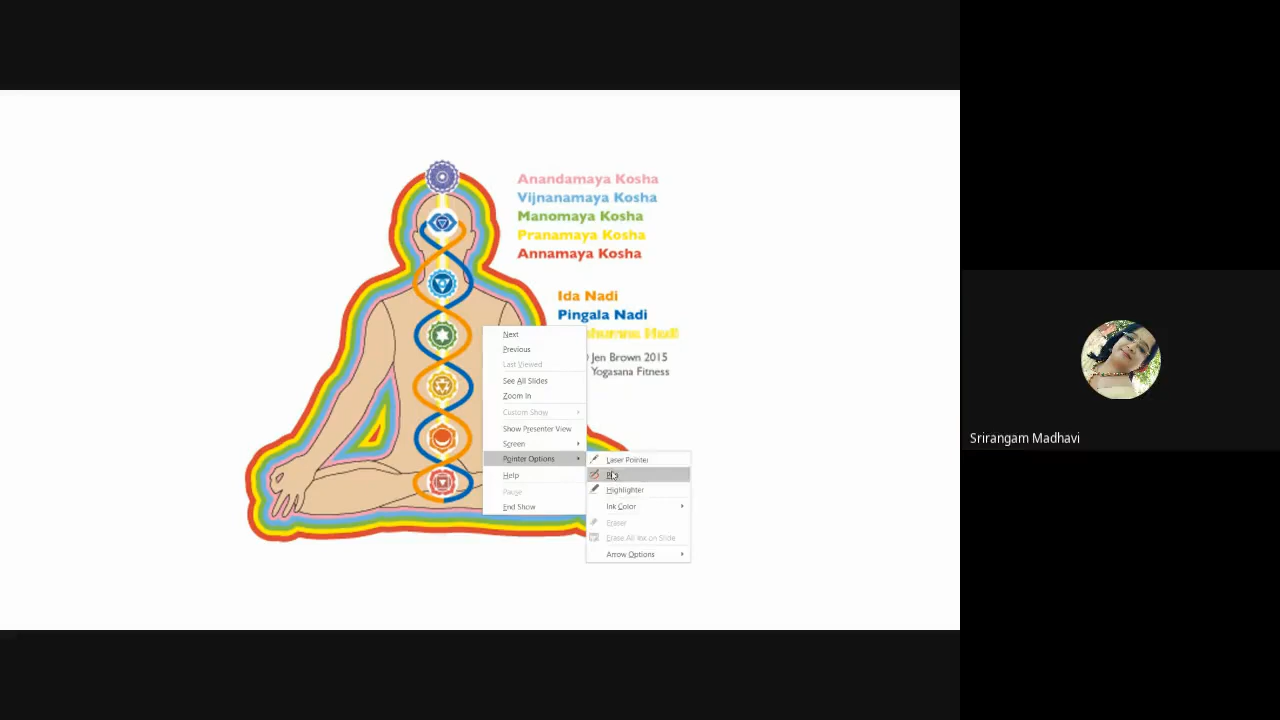 Anandamaya Kosha
Vijnanamaya Kosha
Manomaya Kosha
Pranamaya Kosha
Annamaya Kosha
Ida Nadi
Pingala Nadi
Nadi
Jen Brown 2015
Yogasana Fitness
Next
Previous
Last Viewed
See All Slides
Zoom In
Custom Show
Show Presenter View
Screen
Pointer Options
Help
Pause
End Show
Laser Pointer
Highlighter
Ink Color
Eraser
Erase All Ink on Slide
Arrow Options
Srirangam Madhavi